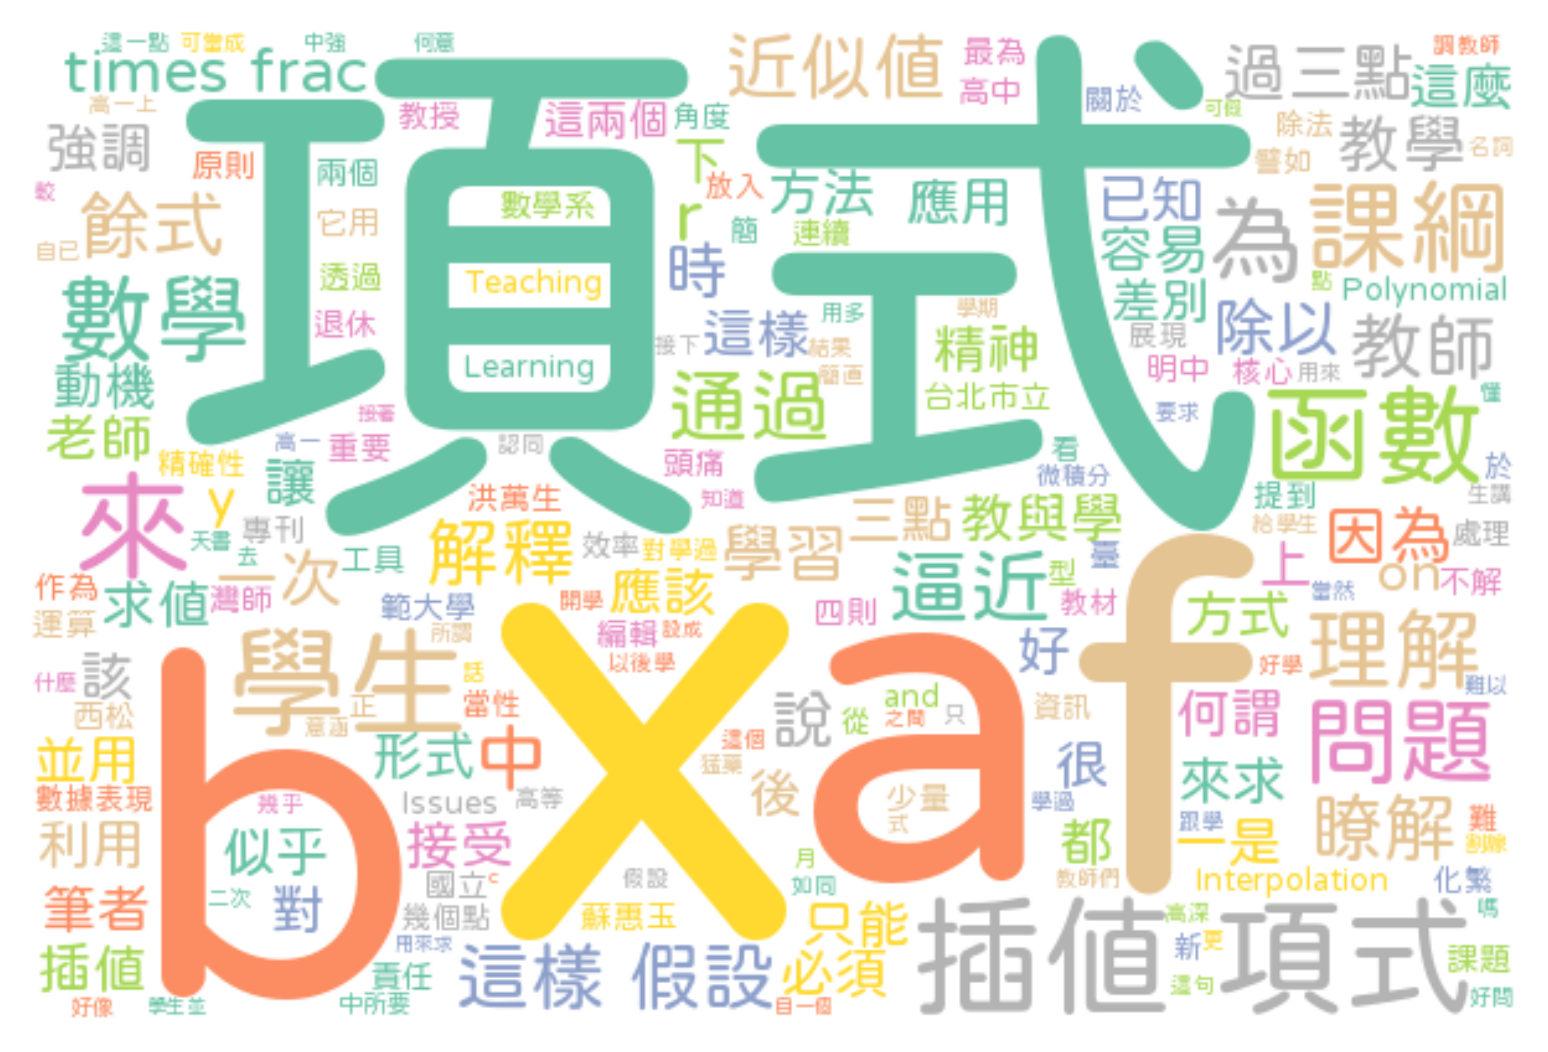 這一點 可當成 中強 何意
times frac
高一上
強調
原則
教授
這兩個
角度
近似值
最為
高中
關於
可假
過三點
調教師
這麼
除法
譬如
教學
名詞
項式
兩個
數學系
下
r
放入
方法
應用
已知
為
課綱
餘式
較
自己
它用
簡
連續
時
容易
差別
點
Polynomial
數學
透過
Teaching
退休
Learning
接下
這樣
用多
結果
簡直
學期
精神
展現
除以
教師
動機
老師
接著
通過
台北市立
明中
核心
用來
要求
函數
懂
精確性
高一
重要
認同
頭痛
知道
看
微積分
於
來
y
讓
洪萬生
提到
生講
天書
專刊
去
解釋
效率
對學過
學習
三點
教與學
給學生
因為
處理
作為
求值
灣師
一次
工具
範大學
開學
應該
逼近
型
臺
上
on
不解
當然
運算
所謂
編輯
設成
以後學
四則
教材
方式
理解
什麼
該
西松
學生
意涵
正
話
當性
好
好學
難以
b
x
a
f
說
從
and
之間
只
資訊
何謂
問題
並用
形式
中
這個
猛藥
很
來求
數據表現
幾乎
Issues
高等
後
少量
式
學過
跟學
一是
瞭解
難
割線
利用
似乎
接受
月
都
教師們
Interpolation
化繁
筆者
二次
對
國立
c
幾個點
假設
如同
蘇惠玉
只能
插值項式
高深
嗎
新
更
插值
用來求
責任
這樣 假設
必須
這句
課題
好像
學生並
中所要
目一個
好問